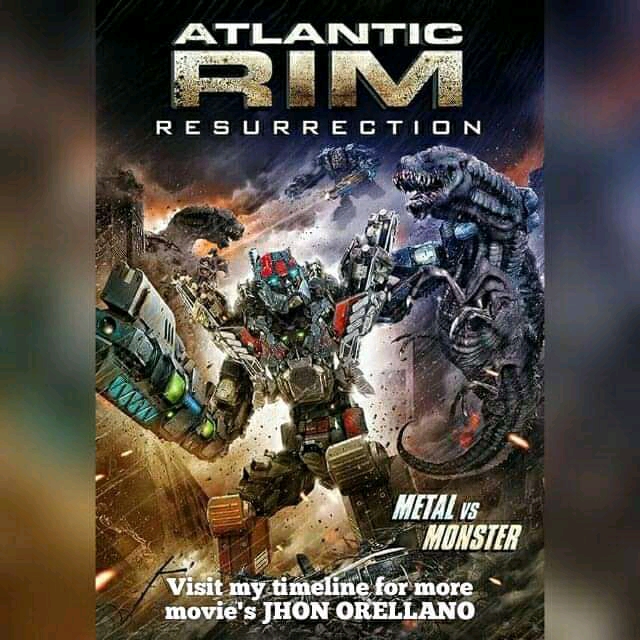 ATLANTIC
RIM
RESURRECTION
METAL vs
MONSTER
Visit my timeline for more
movie's JHON ORELLANO